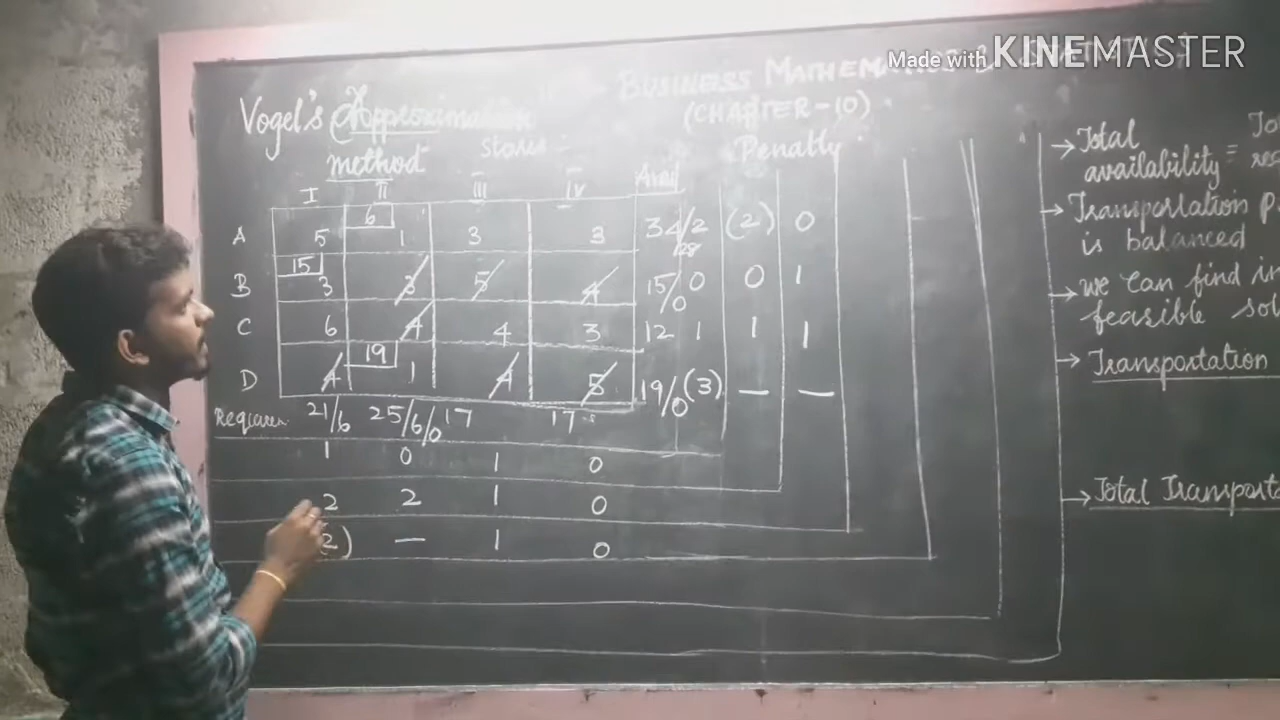 Made with KINEMASTER
BUSINESS MATHEMATICS & STATISTICS
(CHAPTER-10)
Vogel's Approximation
method
Stores
Penalty
I II III IV Avail
A 5 6 1 3 3 34/2 28 (2) 0
B 15 3 3 5 4 15/0 0 0 1
C 6 4 4 3 12 1 1 1
D 4 19 1 4 5 19/0 (3) — —
Requirem 21/6 25/6/0 17 17
1 0 1 0
2 2 1 0
2) — 1 0
→ Total
availability =
→ Transportation
is balanced
→ we can find
feasible
→ Transportation
→ Total